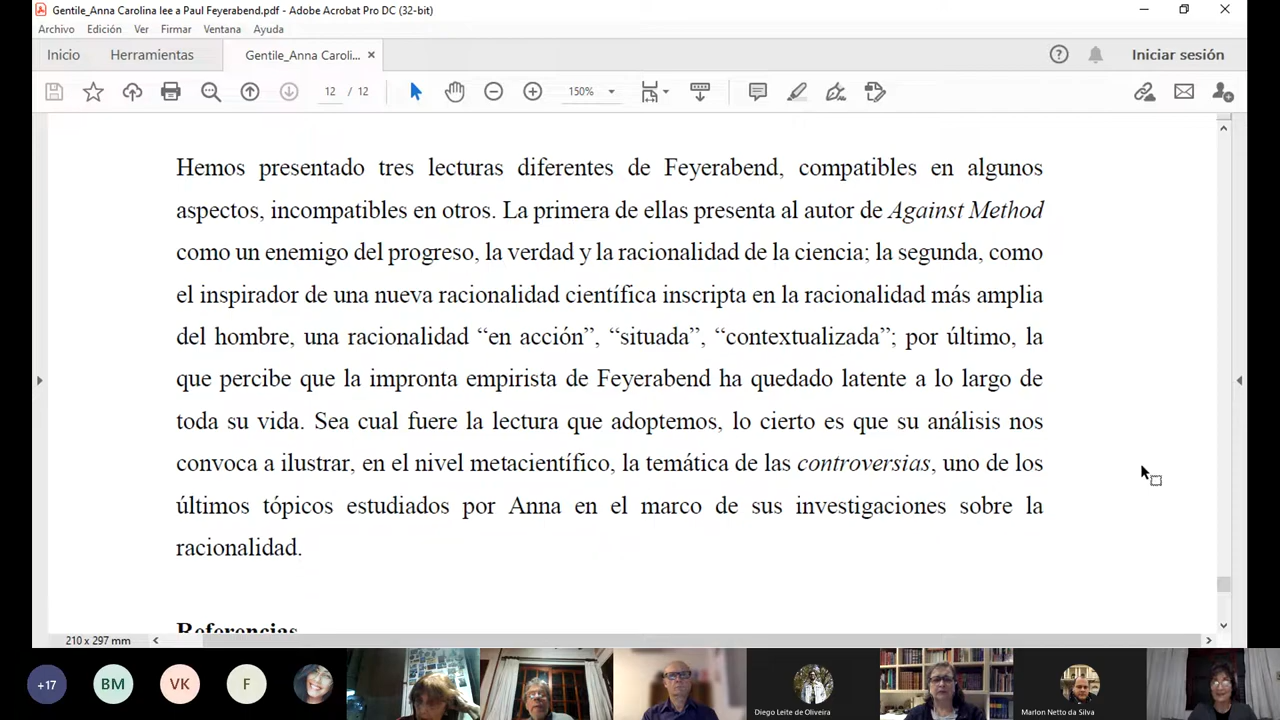 Gentile_Anna Carolina lee a Paul Feyerabend.pdf - Adobe Acrobat Pro DC (32-bit)
Archivo Edición Ver Firmar Ventana Ayuda
Inicio Herramientas Gentile_Anna Caroli... × Iniciar sesión
12 / 12 150%
Hemos presentado tres lecturas diferentes de Feyerabend, compatibles en algunos
aspectos, incompatibles en otros. La primera de ellas presenta al autor de Against Method
como un enemigo del progreso, la verdad y la racionalidad de la ciencia; la segunda, como
el inspirador de una nueva racionalidad científica inscripta en la racionalidad más amplia
del hombre, una racionalidad “en acción”, “situada”, “contextualizada”; por último, la
que percibe que la impronta empirista de Feyerabend ha quedado latente a lo largo de
toda su vida. Sea cual fuere la lectura que adoptemos, lo cierto es que su análisis nos
convoca a ilustrar, en el nivel metacientífico, la temática de las controversias, uno de los
últimos tópicos estudiados por Anna en el marco de sus investigaciones sobre la
racionalidad.
Referencias
210 x 297 mm
+17 BM VK F
Diego Leite de Oliveira Marlon Netto da Silva